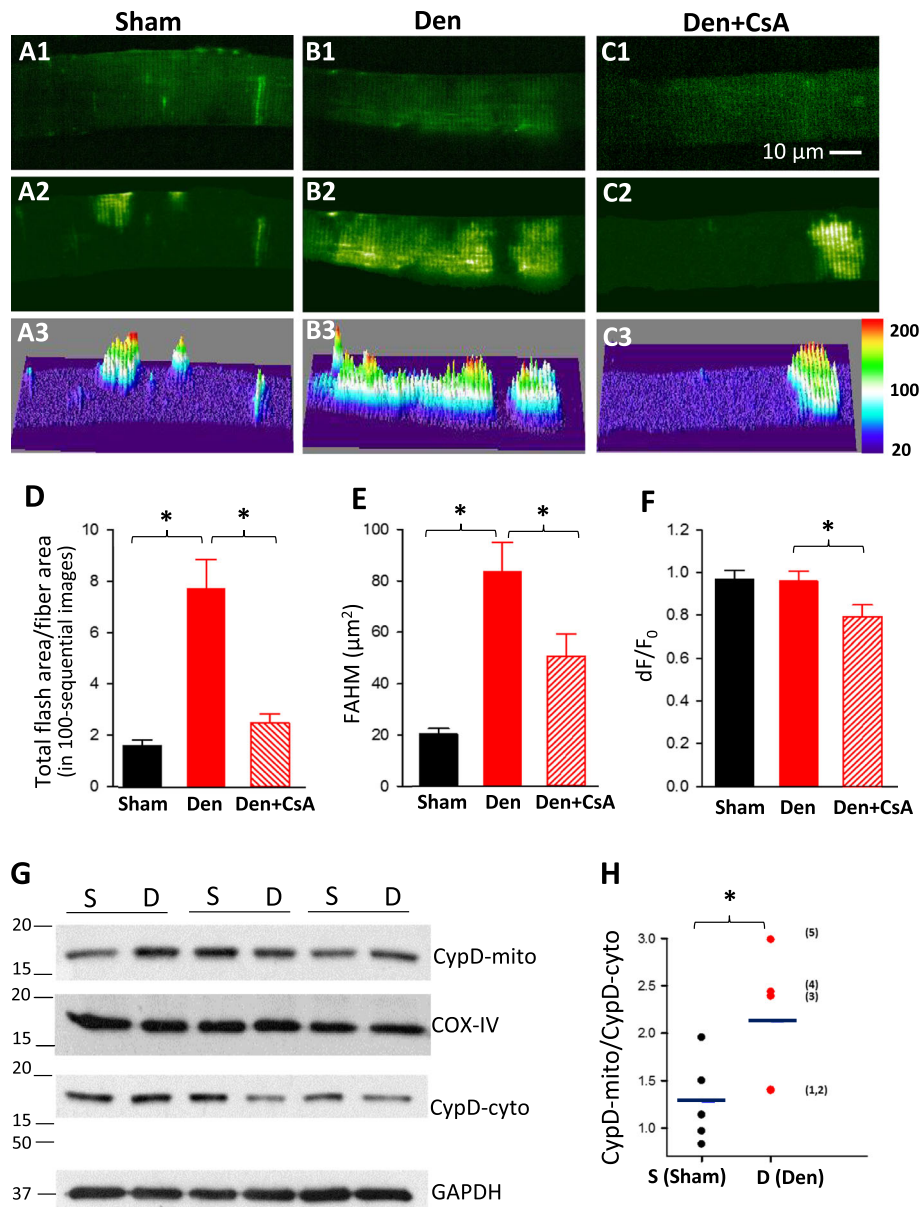 Sham Den Den+CsA
A1 B1 C1
10 µm
A2 B2 C2
A3 B3 C3
200
100
20
D
Total flash area/fiber area
(in 100-sequential images)
10
8
6
4
2
0
* *
Sham Den Den+CsA
E
FAHM (µm²)
100
80
60
40
20
0
* *
Sham Den Den+CsA
F
dF/F₀
1.2
1.0
0.8
0.6
0.4
0.2
0.0
*
Sham Den Den+CsA
G
S D S D S D
20
15
CypD-mito
20
15
COX-IV
20
15
CypD-cyto
50
37
GAPDH
H
*
CypD-mito/CypD-cyto
3.0
2.5
2.0
1.5
1.0
(5)
(4)
(3)
(1,2)
S (Sham) D (Den)